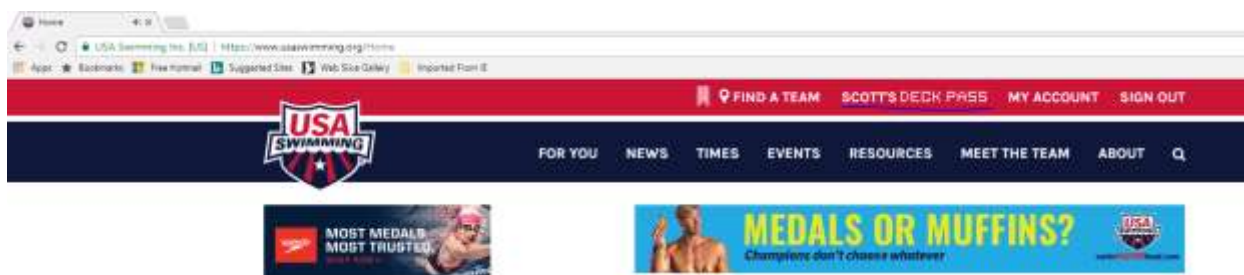 Home
USA Swimming Inc. [US] | https://www.usaswimming.org/Home
Apps Bookmarks Free Hotmail Suggested Sites Web Slice Gallery Imported From IE
FIND A TEAM SCOTT'S DECK PASS MY ACCOUNT SIGN OUT
USA
SWIMMING
FOR YOU NEWS TIMES EVENTS RESOURCES MEET THE TEAM ABOUT
MOST MEDALS
MOST TRUSTED.
MEDALS OR MUFFINS?
Champions don't choose whatever
USA
SWIMMING